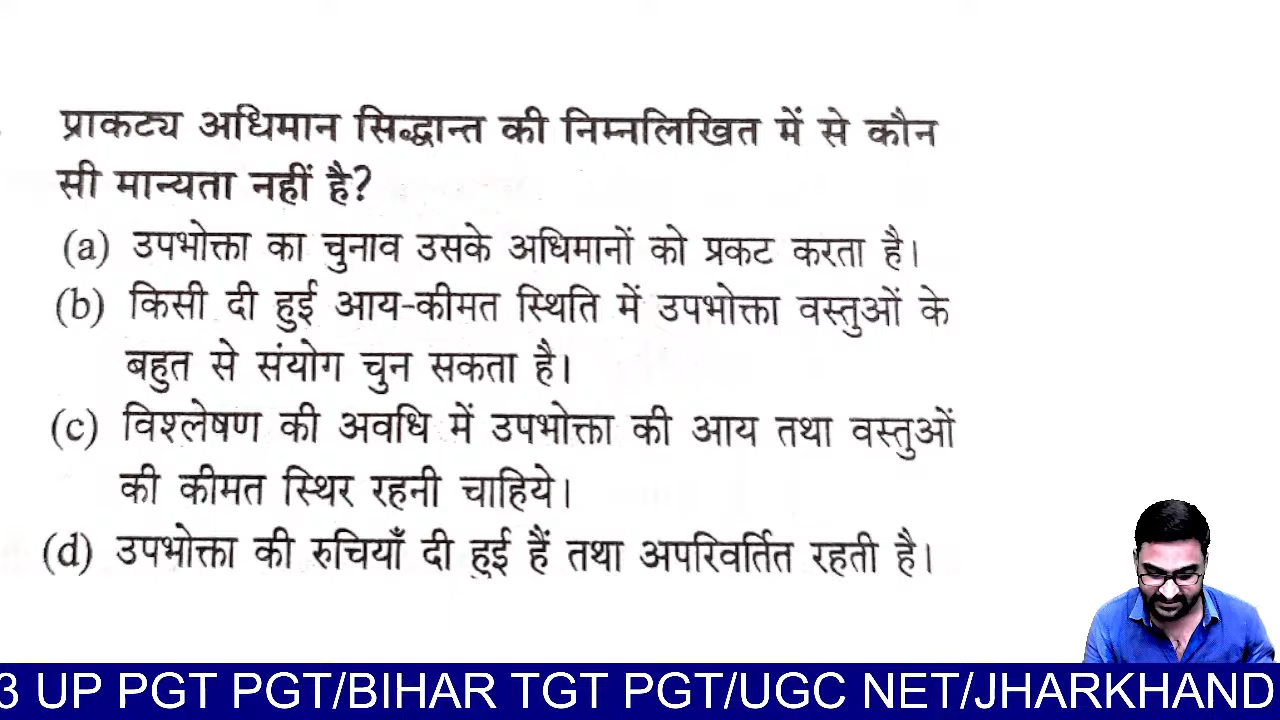 प्राकट्य अधिमान सिद्धान्त की निम्नलिखित में से कौन
सी मान्यता नहीं है?
(a) उपभोक्ता का चुनाव उसके अधिमानों को प्रकट करता है।
(b) किसी दी हुई आय-कीमत स्थिति में उपभोक्ता वस्तुओं के
बहुत से संयोग चुन सकता है।
(c) विश्लेषण की अवधि में उपभोक्ता की आय तथा वस्तुओं
की कीमत स्थिर रहनी चाहिये।
(d) उपभोक्ता की रुचियाँ दी हुई हैं तथा अपरिवर्तित रहती है।
3 UP PGT PGT/BIHAR TGT PGT/UGC NET/JHARKHAND